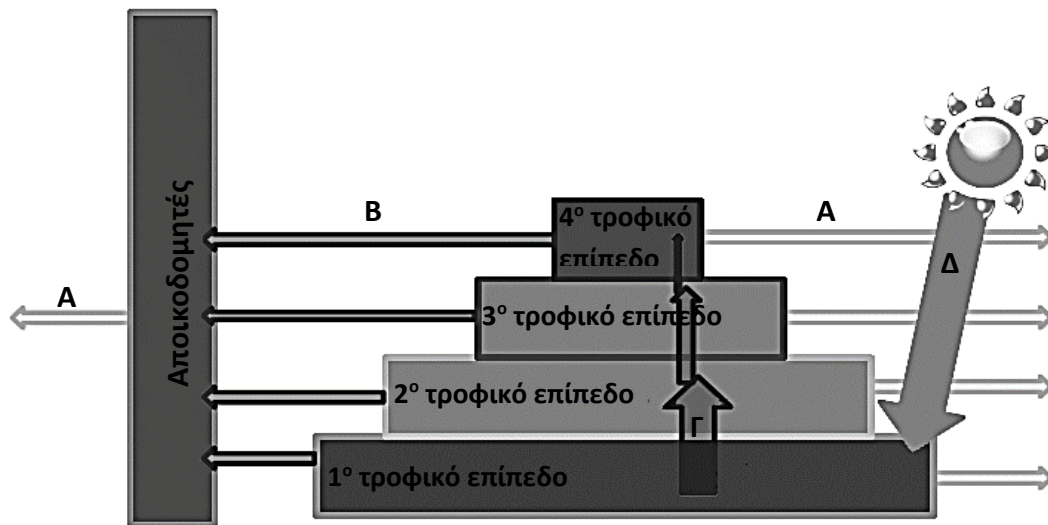 Αποικοδομητές
Β
4ο τροφικό
επίπεδο
Α
Δ
Α
3ο τροφικό επίπεδο
2ο τροφικό επίπεδο
Γ
1ο τροφικό επίπεδο